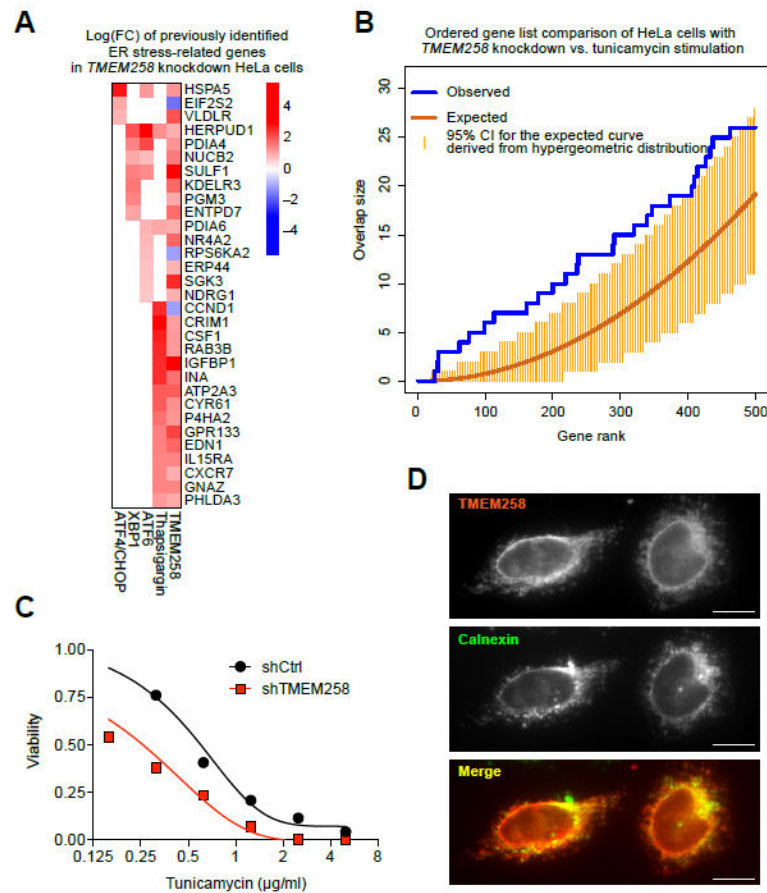 A
Log(FC) of previously identified
ER stress-related genes
in TMEM258 knockdown HeLa cells
HSPA5
EIF2S2
VLDLR
HERPUD1
PDIA4
NUCB2
SULF1
KDELR3
PGM3
ENTPD7
PDIA6
NR4A2
RPS6KA2
ERP44
SGK3
NDRG1
CCND1
CRIM1
CSF1
RAB3B
IGFBP1
INA
ATP2A3
CYR61
P4HA2
GPR133
EDN1
IL15RA
CXCR7
GNAZ
PHLDA3
4
2
0
−2
−4
ATF4/CHOP
XBP1
ATF6
Thapsigargin
TMEM258
B
Ordered gene list comparison of HeLa cells with
TMEM258 knockdown vs. tunicamycin stimulation
Observed
Expected
95% CI for the expected curve
derived from hypergeometric distribution
Overlap size
30
25
20
15
10
5
0
0 100 200 300 400 500
Gene rank
C
shCtrl
shTMEM258
Viability
1.00
0.75
0.50
0.25
0.00
0.125 0.25 0.5 1 2 4 8
Tunicamycin (μg/ml)
D
TMEM258
Calnexin
Merge